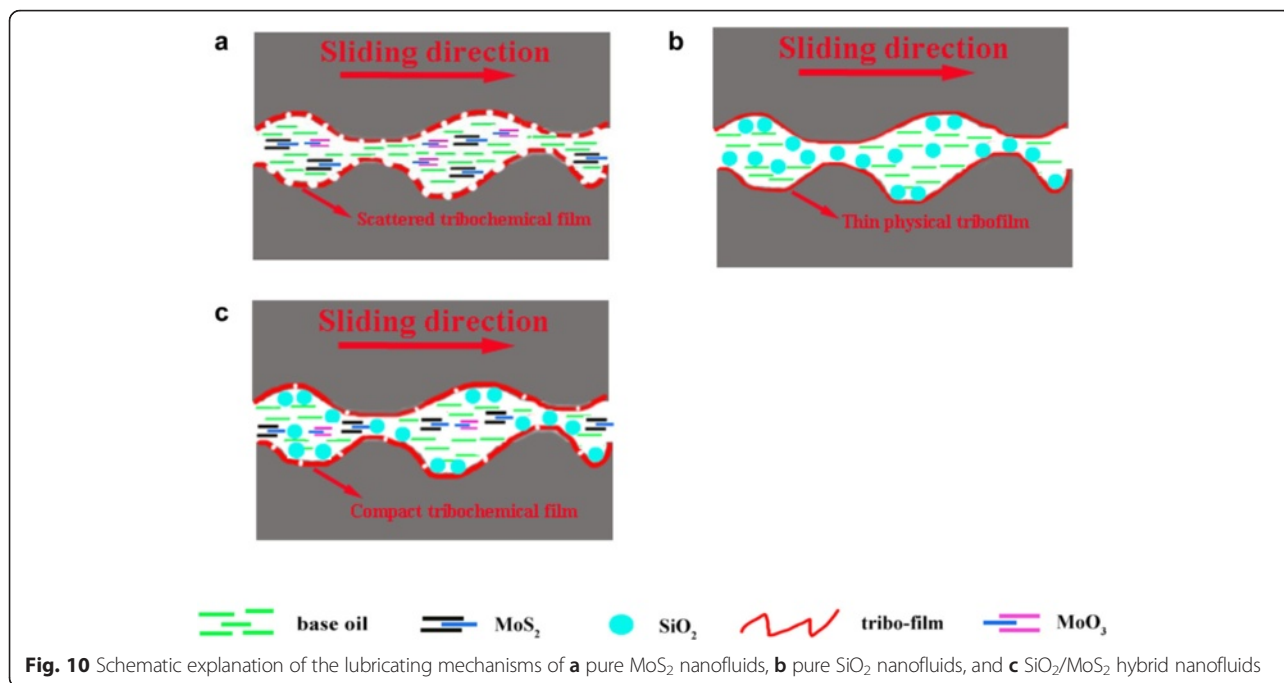 a
Sliding direction
Scattered tribochemical film
b
Sliding direction
Thin physical tribofilm
c
Sliding direction
Compact tribochemical film
base oil MoS₂ SiO₂ tribo-film MoO₃
Fig. 10 Schematic explanation of the lubricating mechanisms of a pure MoS₂ nanofluids, b pure SiO₂ nanofluids, and c SiO₂/MoS₂ hybrid nanofluids